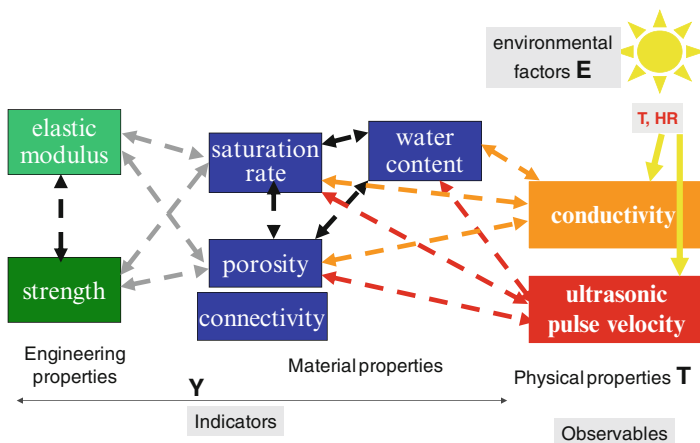 environmental
factors E
T, HR
elastic
modulus
saturation
rate
water
content
conductivity
strength
porosity
connectivity
ultrasonic
pulse velocity
Engineering
properties
Material properties
Physical properties T
Y
Indicators
Observables